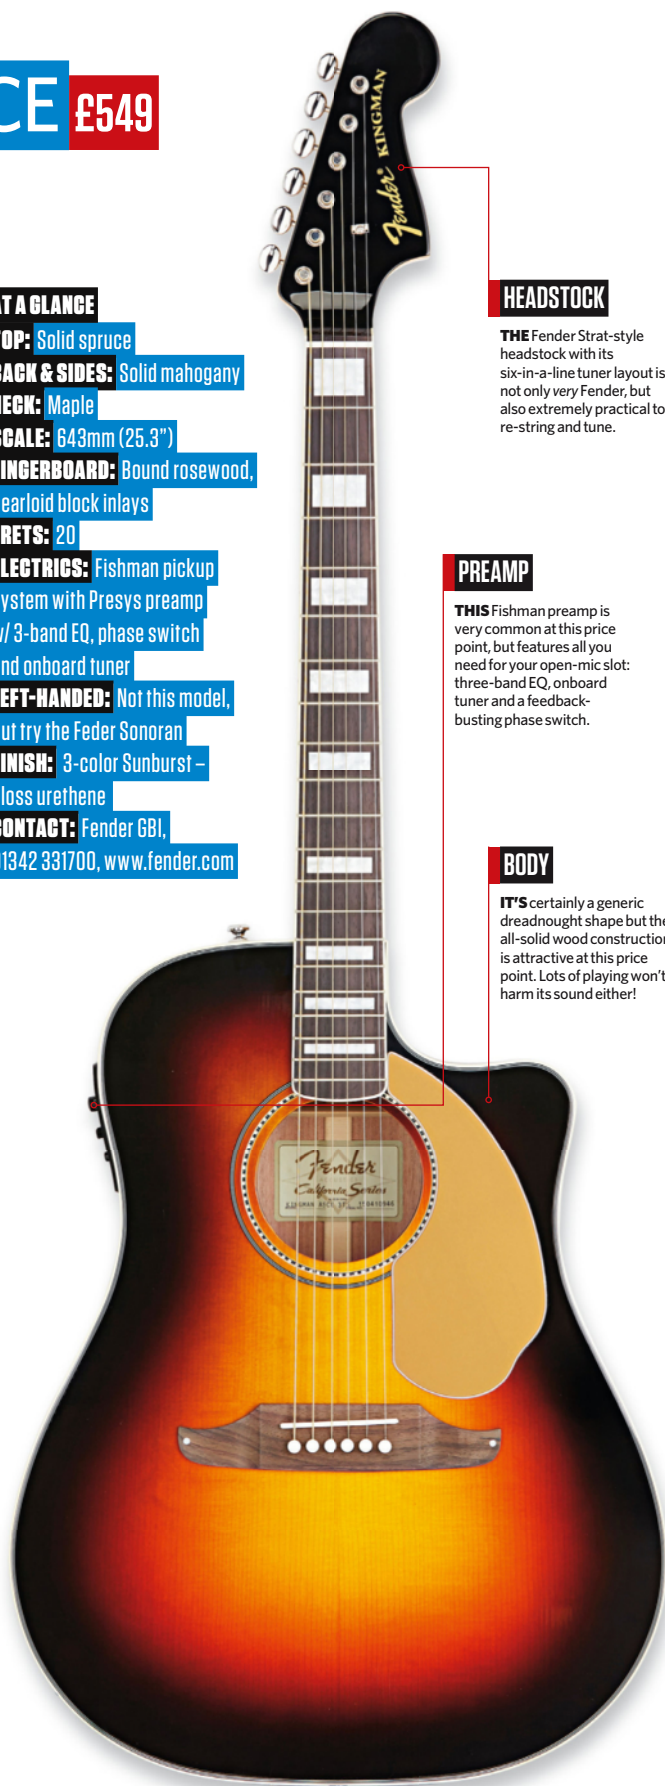 CE £549
Fender® KINGMAN
AT A GLANCE
TOP: Solid spruce
BACK & SIDES: Solid mahogany
NECK: Maple
SCALE: 643mm (25.3”)
INGERBOARD: Bound rosewood,
earloid block inlays
RETS: 20
LECTRICS: Fishman pickup
ystem with Presys preamp
w/ 3-band EQ, phase switch
nd onboard tuner
EFT-HANDED: Not this model,
ut try the Feder Sonoran
INISH: 3-color Sunburst –
loss urethene
CONTACT: Fender GBI,
01342 331700, www.fender.com
HEADSTOCK
THE Fender Strat-style
headstock with its
six-in-a-line tuner layout is
not only very Fender, but
also extremely practical to
re-string and tune.
PREAMP
THIS Fishman preamp is
very common at this price
point, but features all you
need for your open-mic slot:
three-band EQ, onboard
tuner and a feedback-
busting phase switch.
BODY
IT’S certainly a generic
dreadnought shape but the
all-solid wood construction
is attractive at this price
point. Lots of playing won’t
harm its sound either!
Fender
California Series